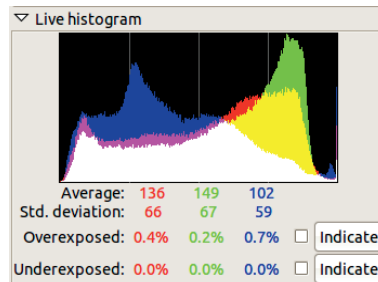 ▽ Live histogram
Average: 136 149 102
Std. deviation: 66 67 59
Overexposed: 0.4% 0.2% 0.7% Indicate
Underexposed: 0.0% 0.0% 0.0% Indicate